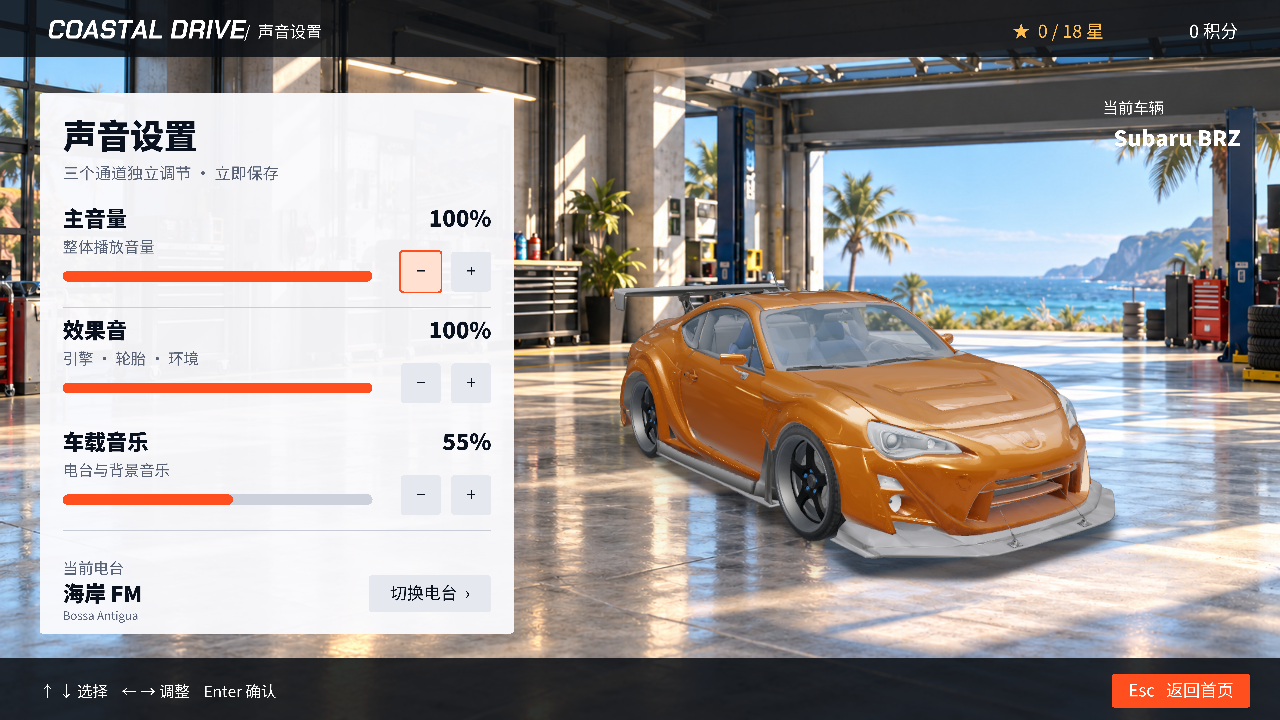 COASTAL DRIVE / 声音设置
★ 0 / 18 星
0 积分
当前车辆
Subaru BRZ
声音设置
三个通道独立调节 • 立即保存
主音量 100%
整体播放音量
− +
效果音 100%
引擎 • 轮胎 • 环境
− +
车载音乐 55%
电台与背景音乐
− +
当前电台
海岸 FM
Bossa Antigua
切换电台 ›
↑ ↓ 选择 ←→ 调整 Enter 确认
Esc 返回首页